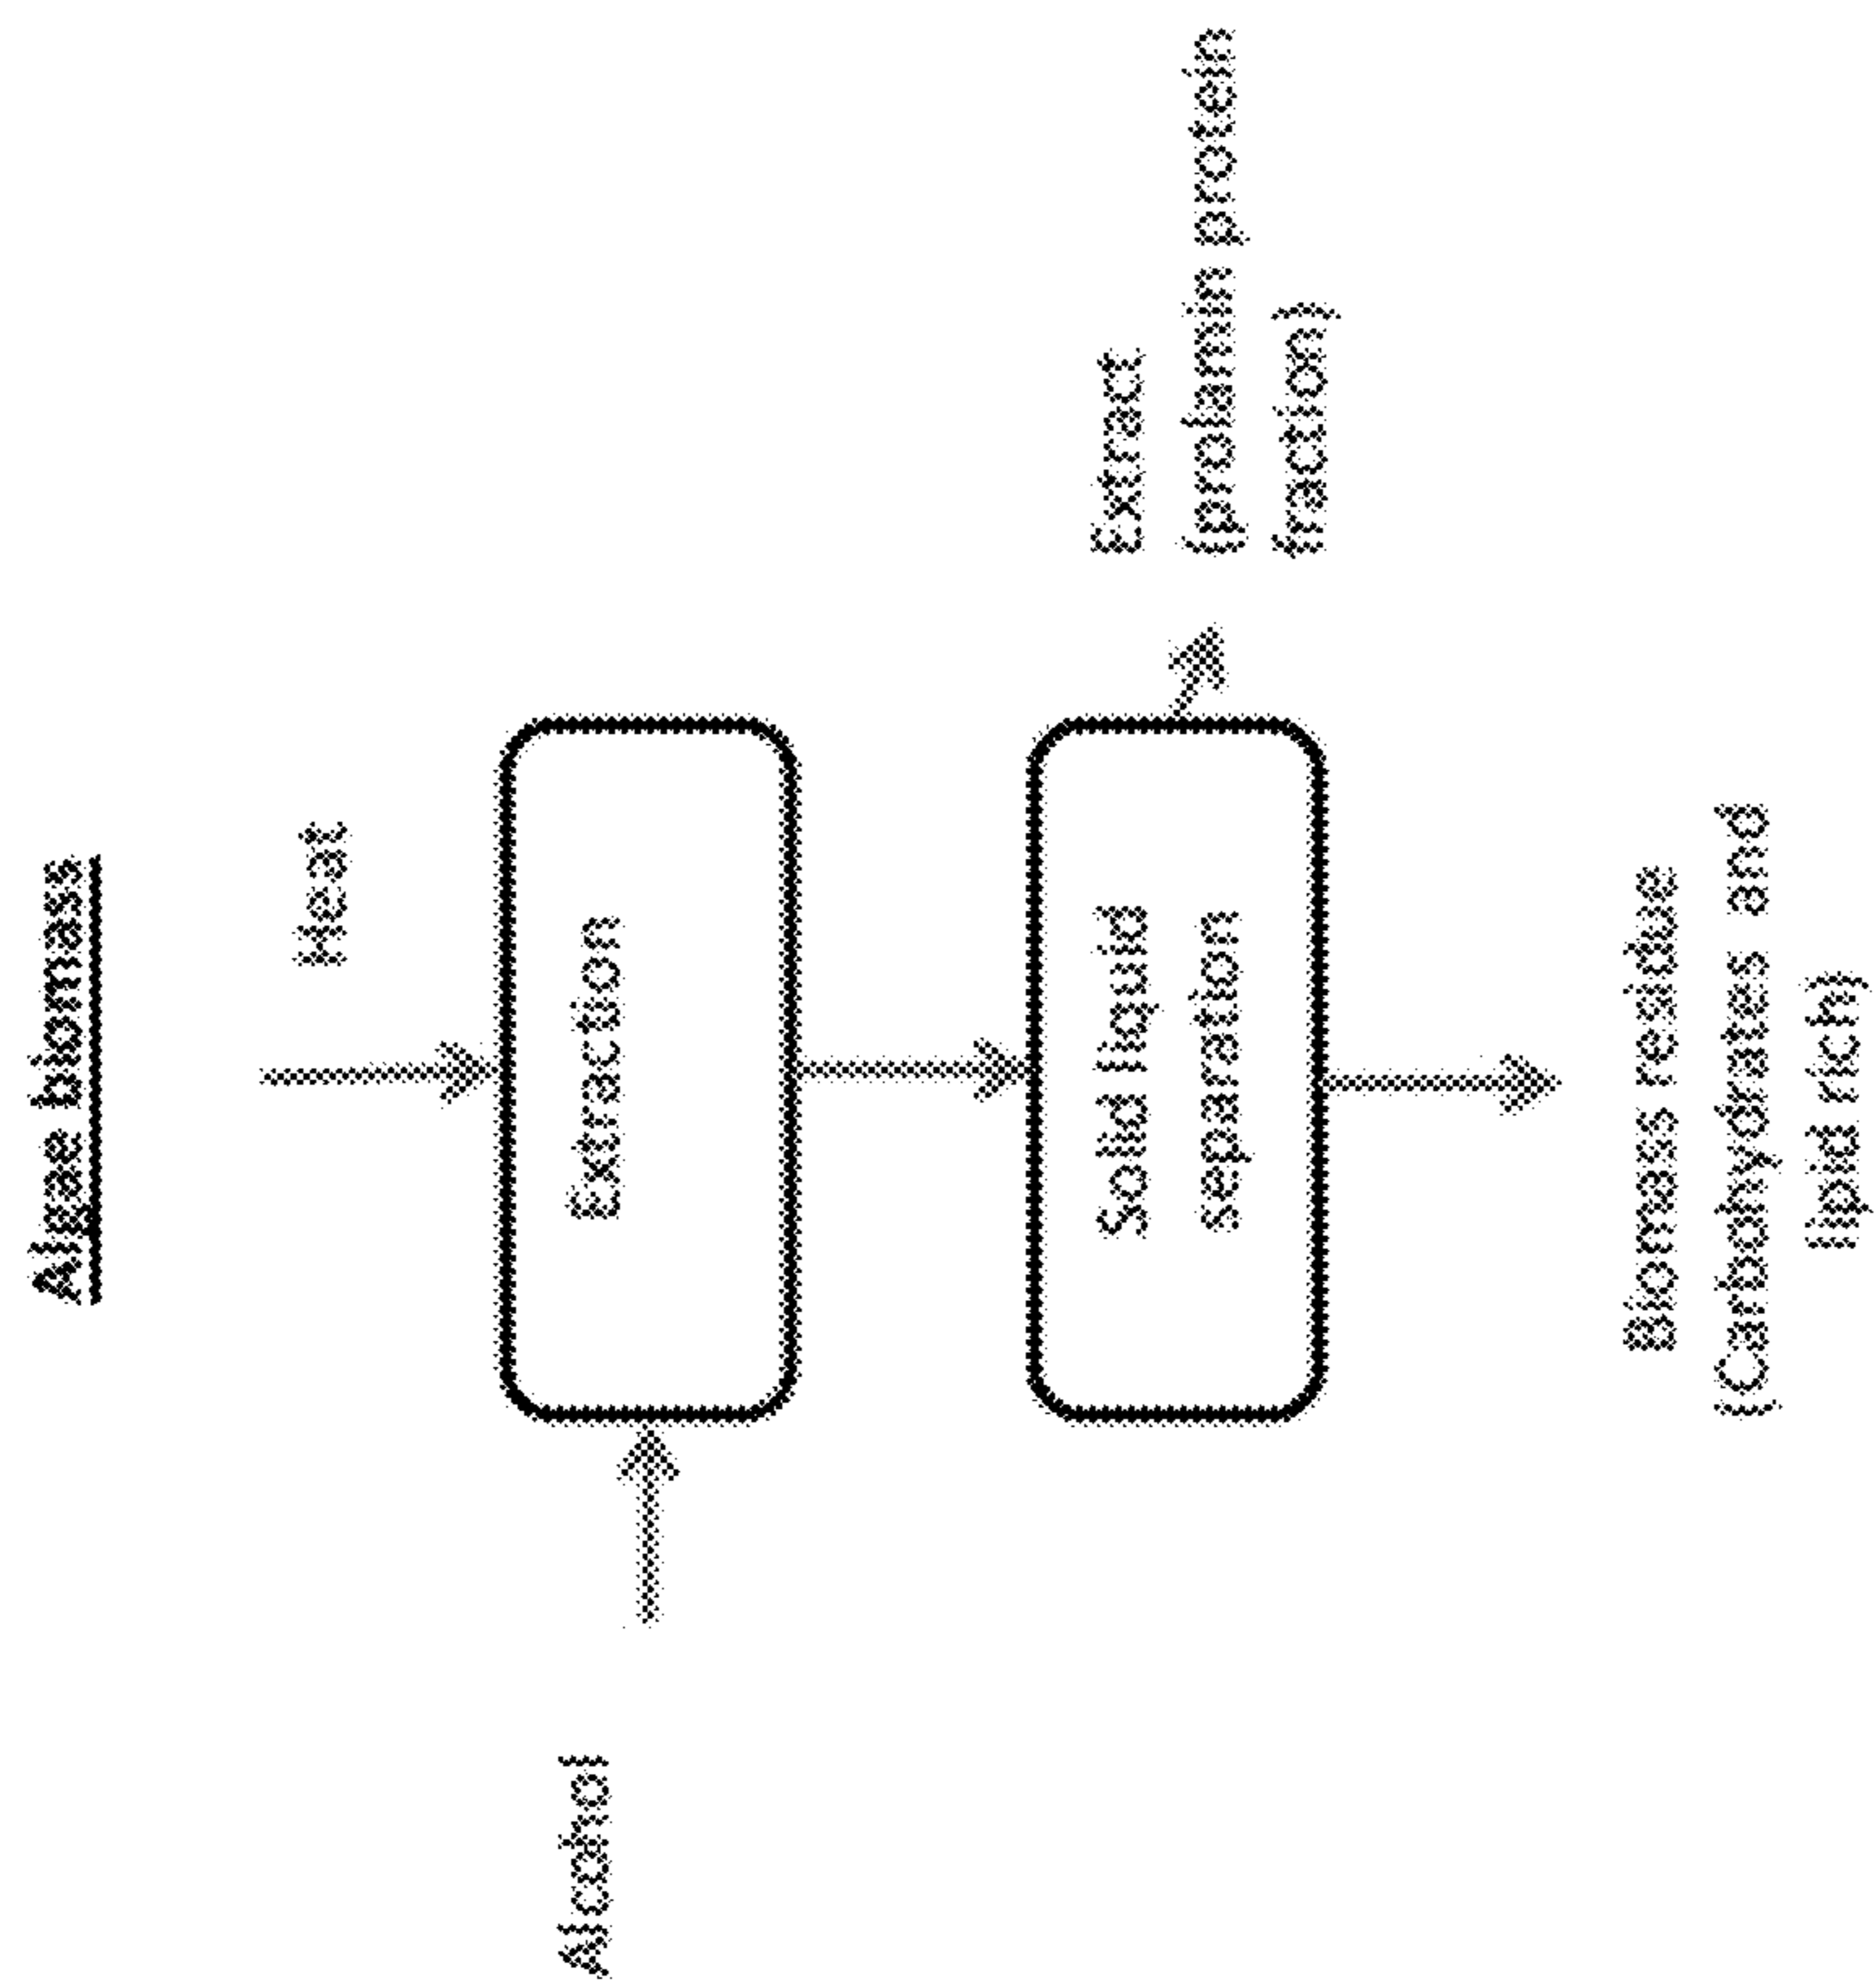 Algae biomass
Heat
Alcohol
Extraction
Solid liquid
separation
Extract
(prolamin protein
fraction)
Biomass residue
(Carbohydrates and
lipid rich)